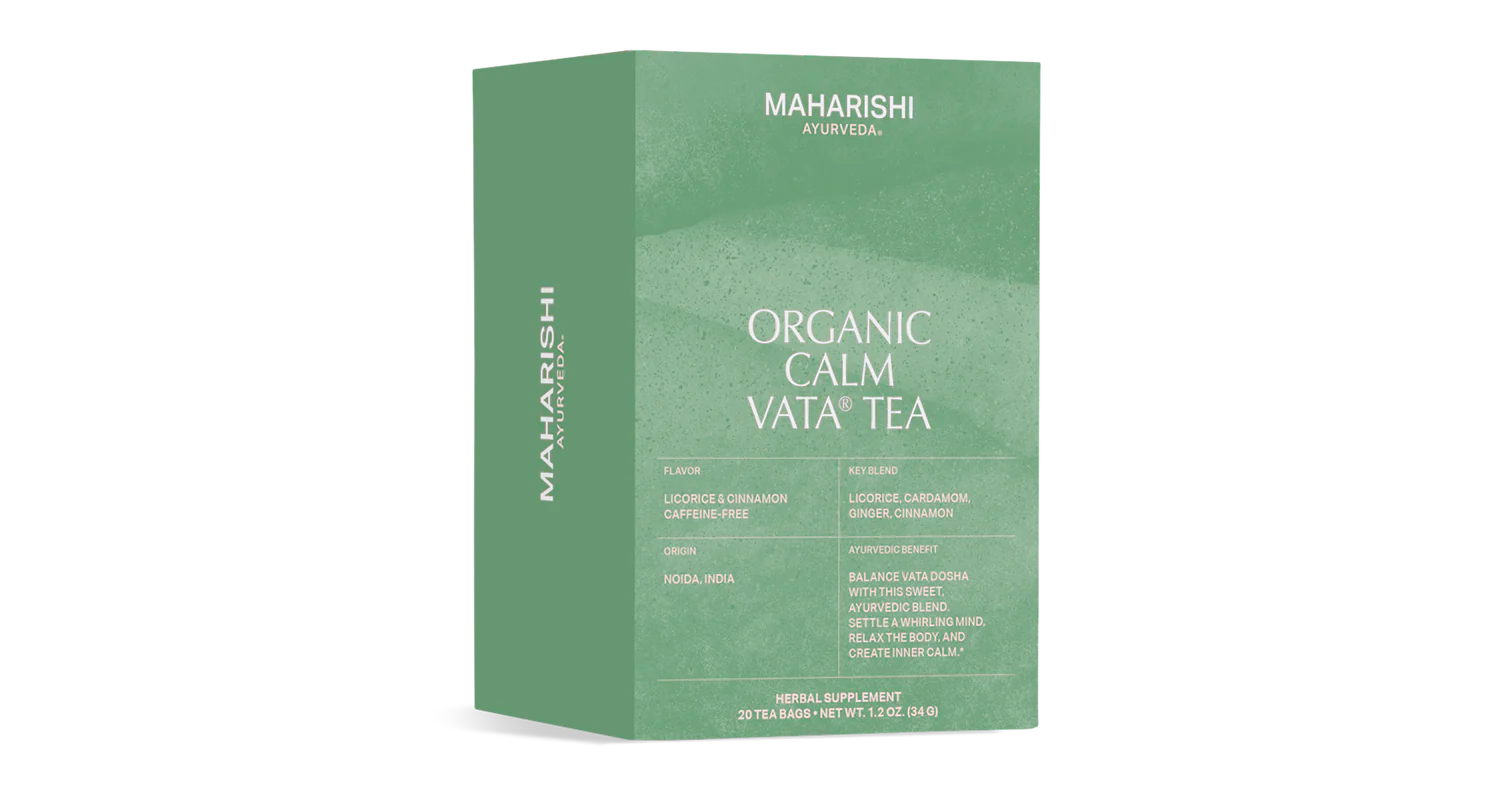 MAHARISHI
AYURVEDA®
MAHARISHI
AYURVEDA®
ORGANIC
CALM
VATA® TEA
FLAVOR
LICORICE & CINNAMON
CAFFEINE-FREE
KEY BLEND
LICORICE, CARDAMOM,
GINGER, CINNAMON
ORIGIN
NOIDA, INDIA
AYURVEDIC BENEFIT
BALANCE VATA DOSHA
WITH THIS SWEET,
AYURVEDIC BLEND.
SETTLE A WHIRLING MIND,
RELAX THE BODY, AND
CREATE INNER CALM.*
HERBAL SUPPLEMENT
20 TEA BAGS • NET WT. 1.2 OZ. (34 G)